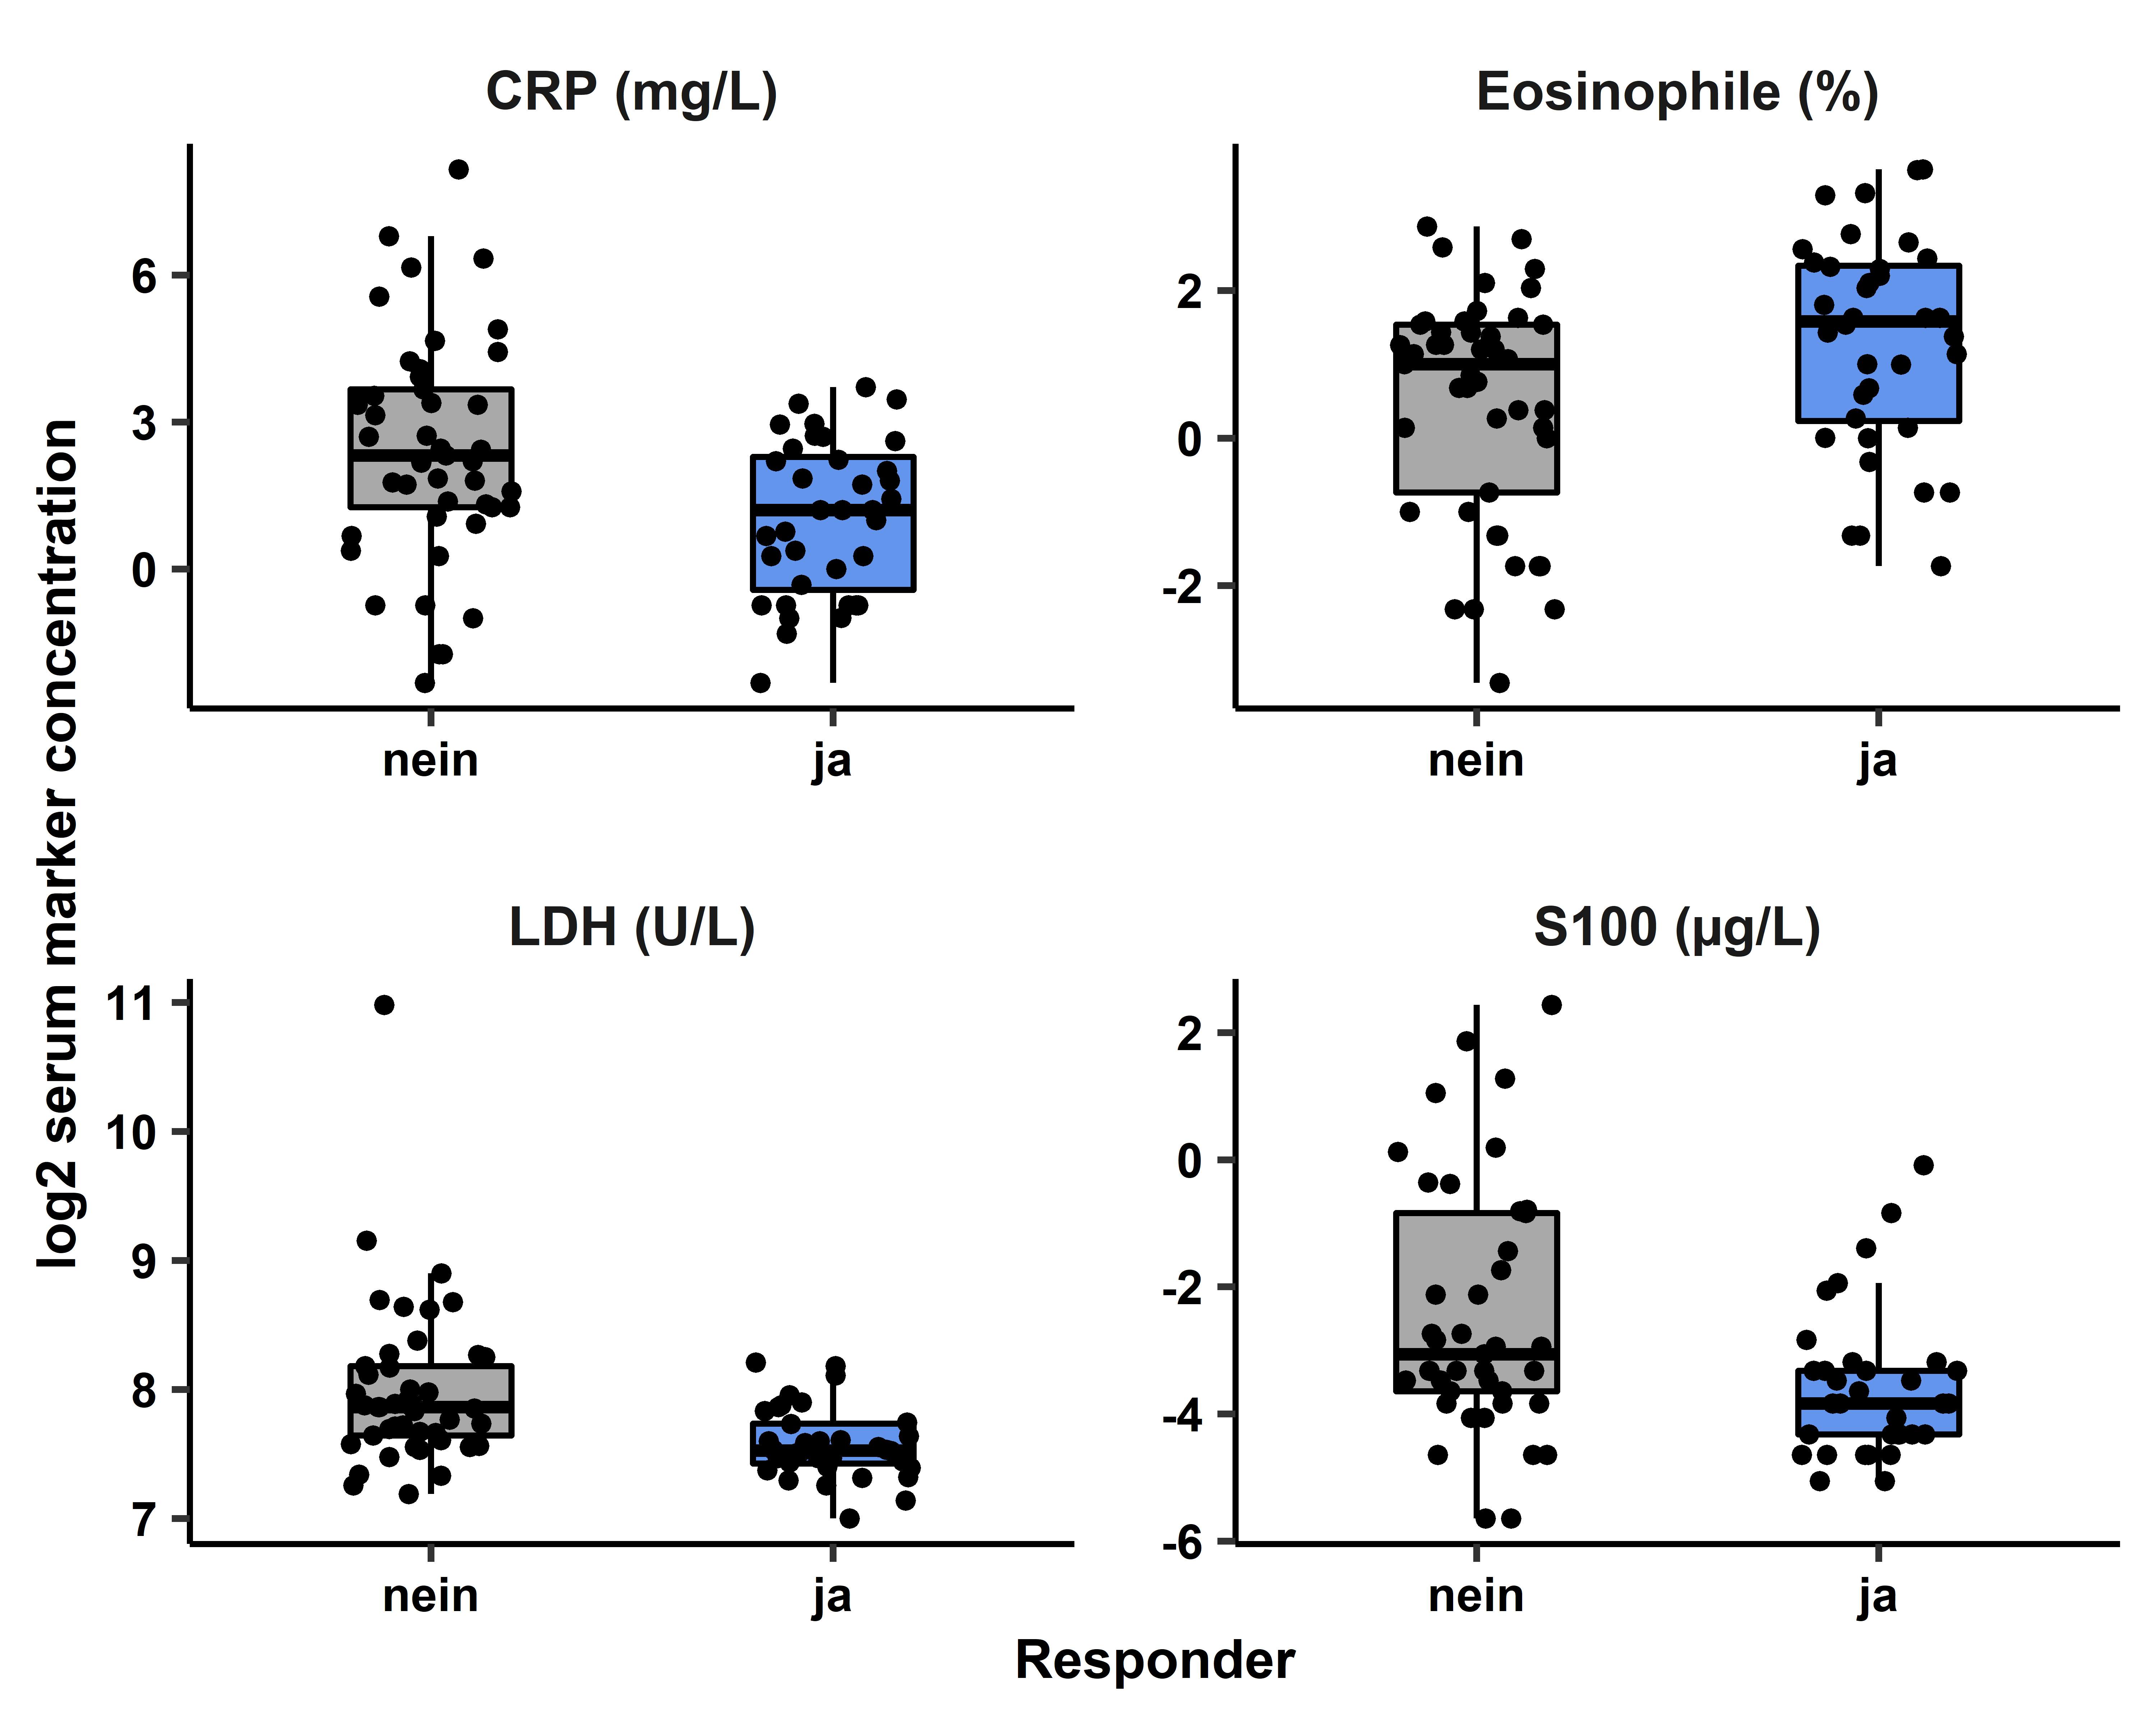 CRP (mg/L)
Eosinophile (%)
6
3
0
2
0
-2
nein
ja
nein
ja
log2 serum marker concentration
LDH (U/L)
S100 (µg/L)
11
10
9
8
7
2
0
-2
-4
-6
nein
ja
nein
ja
Responder